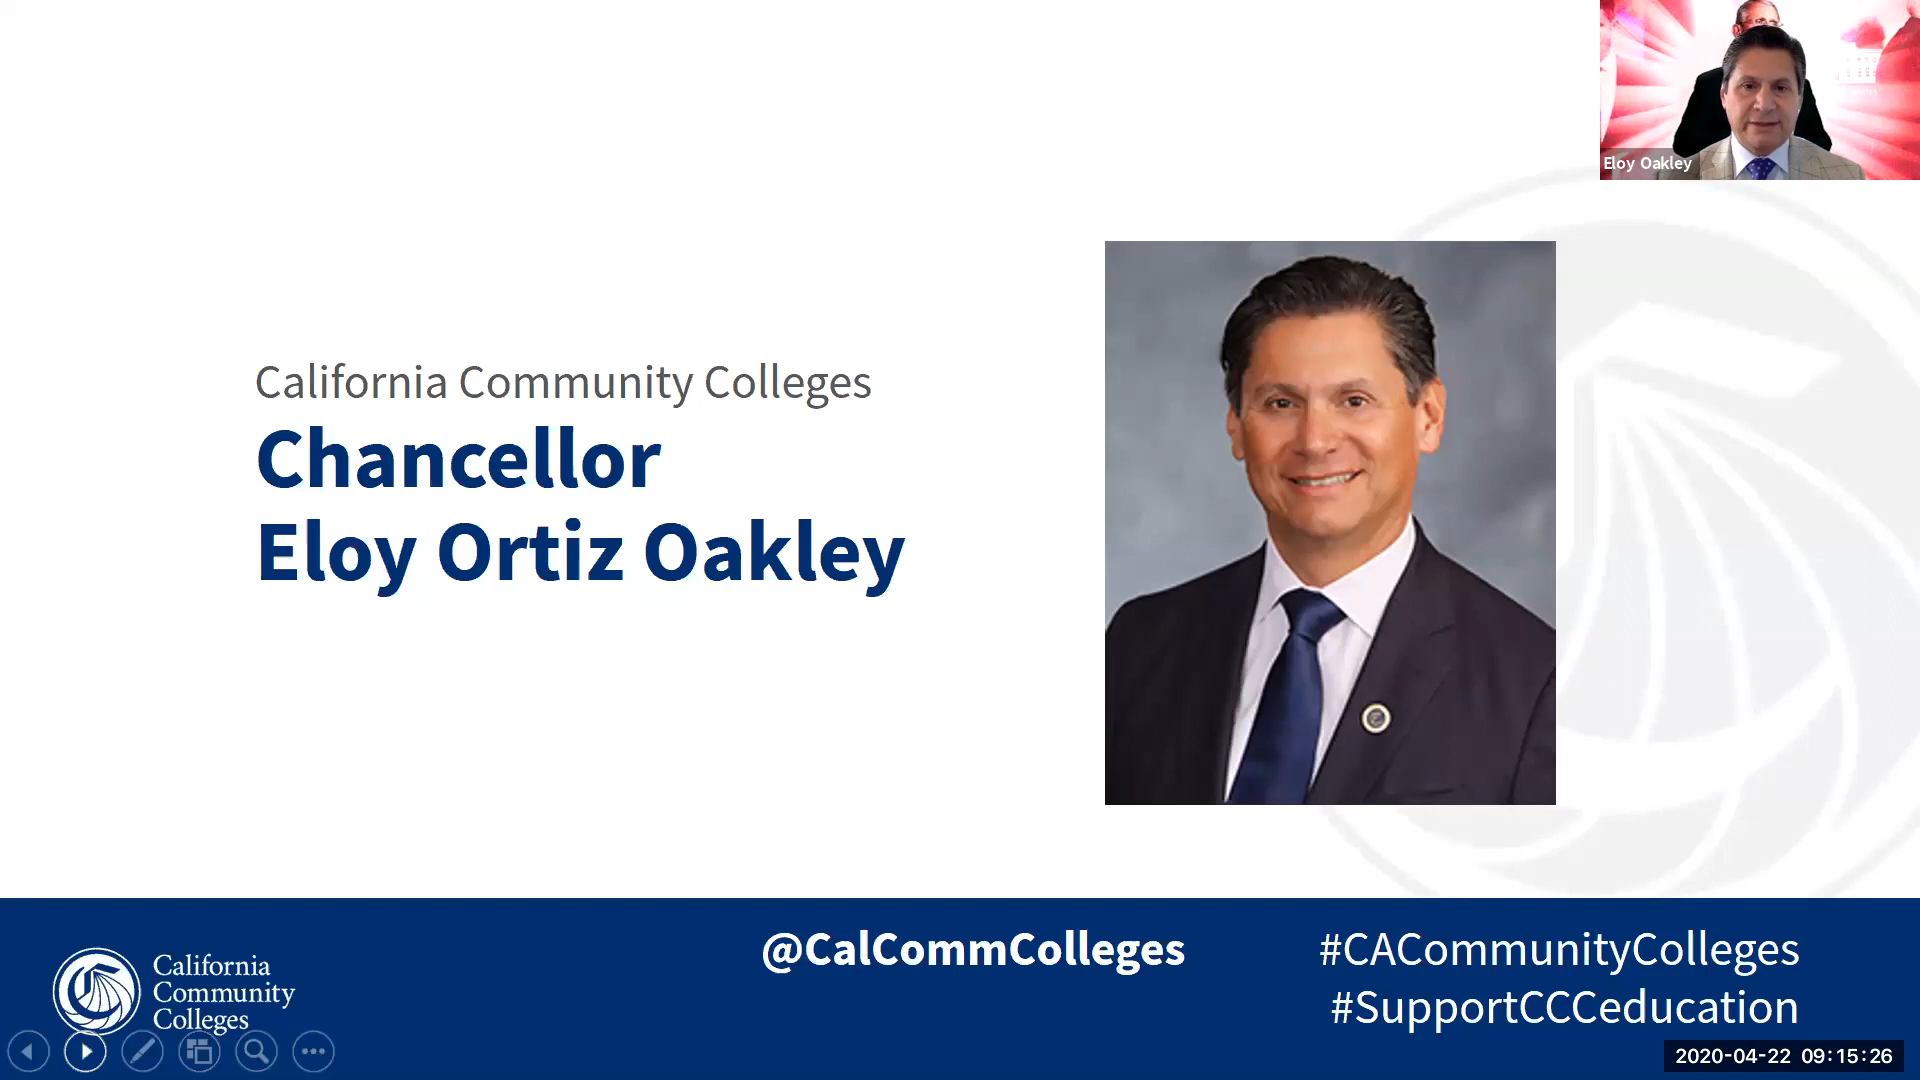 Eloy Oakley
California Community Colleges
Chancellor
Eloy Ortiz Oakley
@CalCommColleges
#CACommunityColleges
#SupportCCCeducation
California
Community
Colleges
2020-04-22 09:15:26